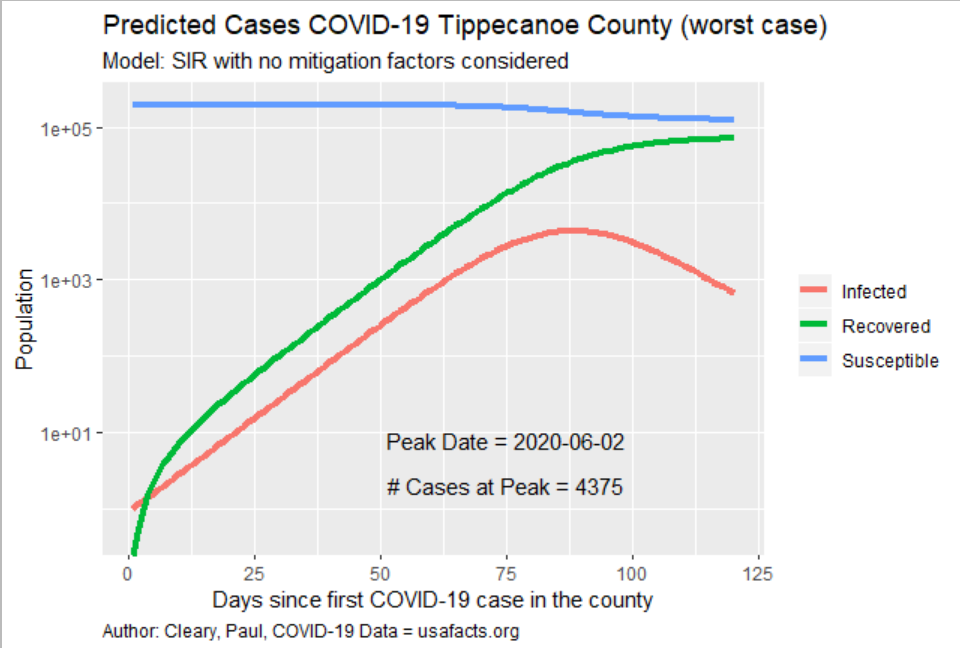 Predicted Cases COVID-19 Tippecanoe County (worst case)
Model: SIR with no mitigation factors considered
1e+05
1e+03
1e+01
Population
Infected
Recovered
Susceptible
Peak Date = 2020-06-02
# Cases at Peak = 4375
0 25 50 75 100 125
Days since first COVID-19 case in the county
Author: Cleary, Paul, COVID-19 Data = usafacts.org